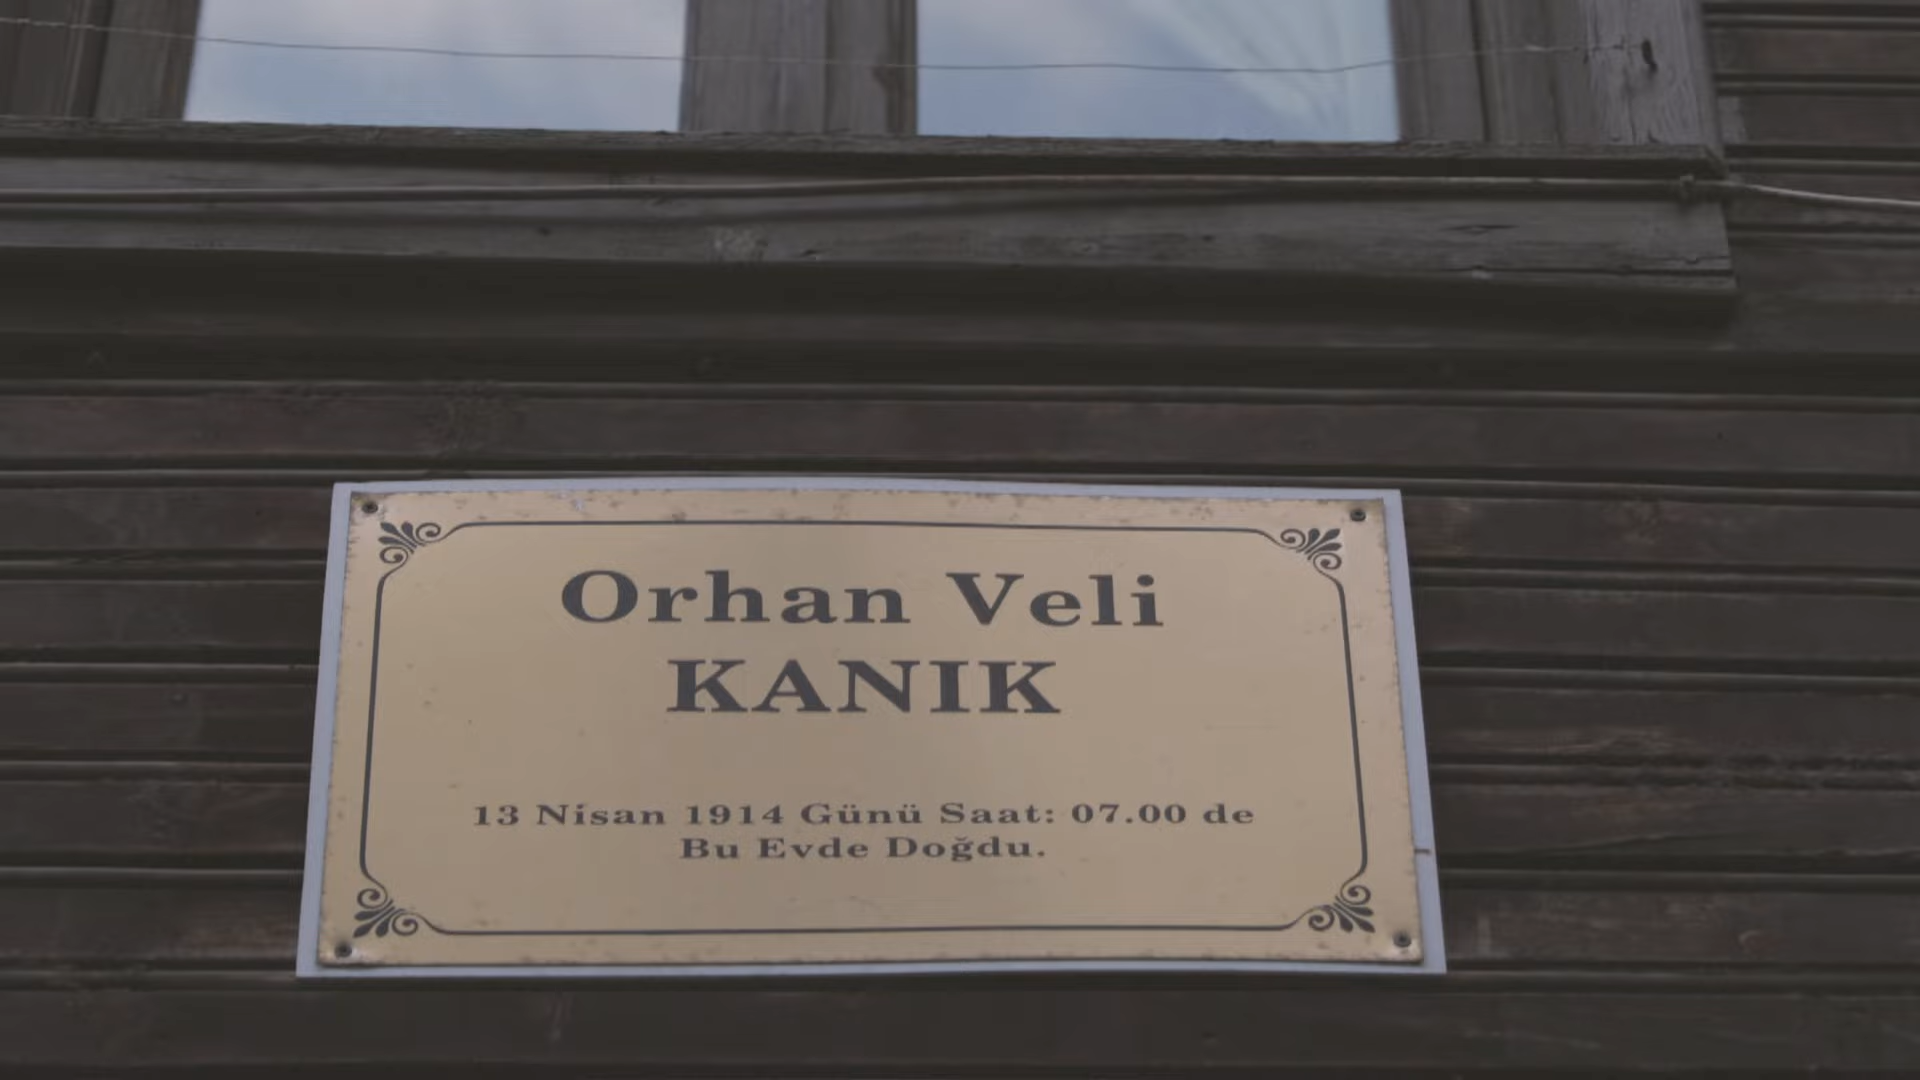 Orhan Veli
KANIK
13 Nisan 1914 Günü Saat: 07.00 de
Bu Evde Doğdu.